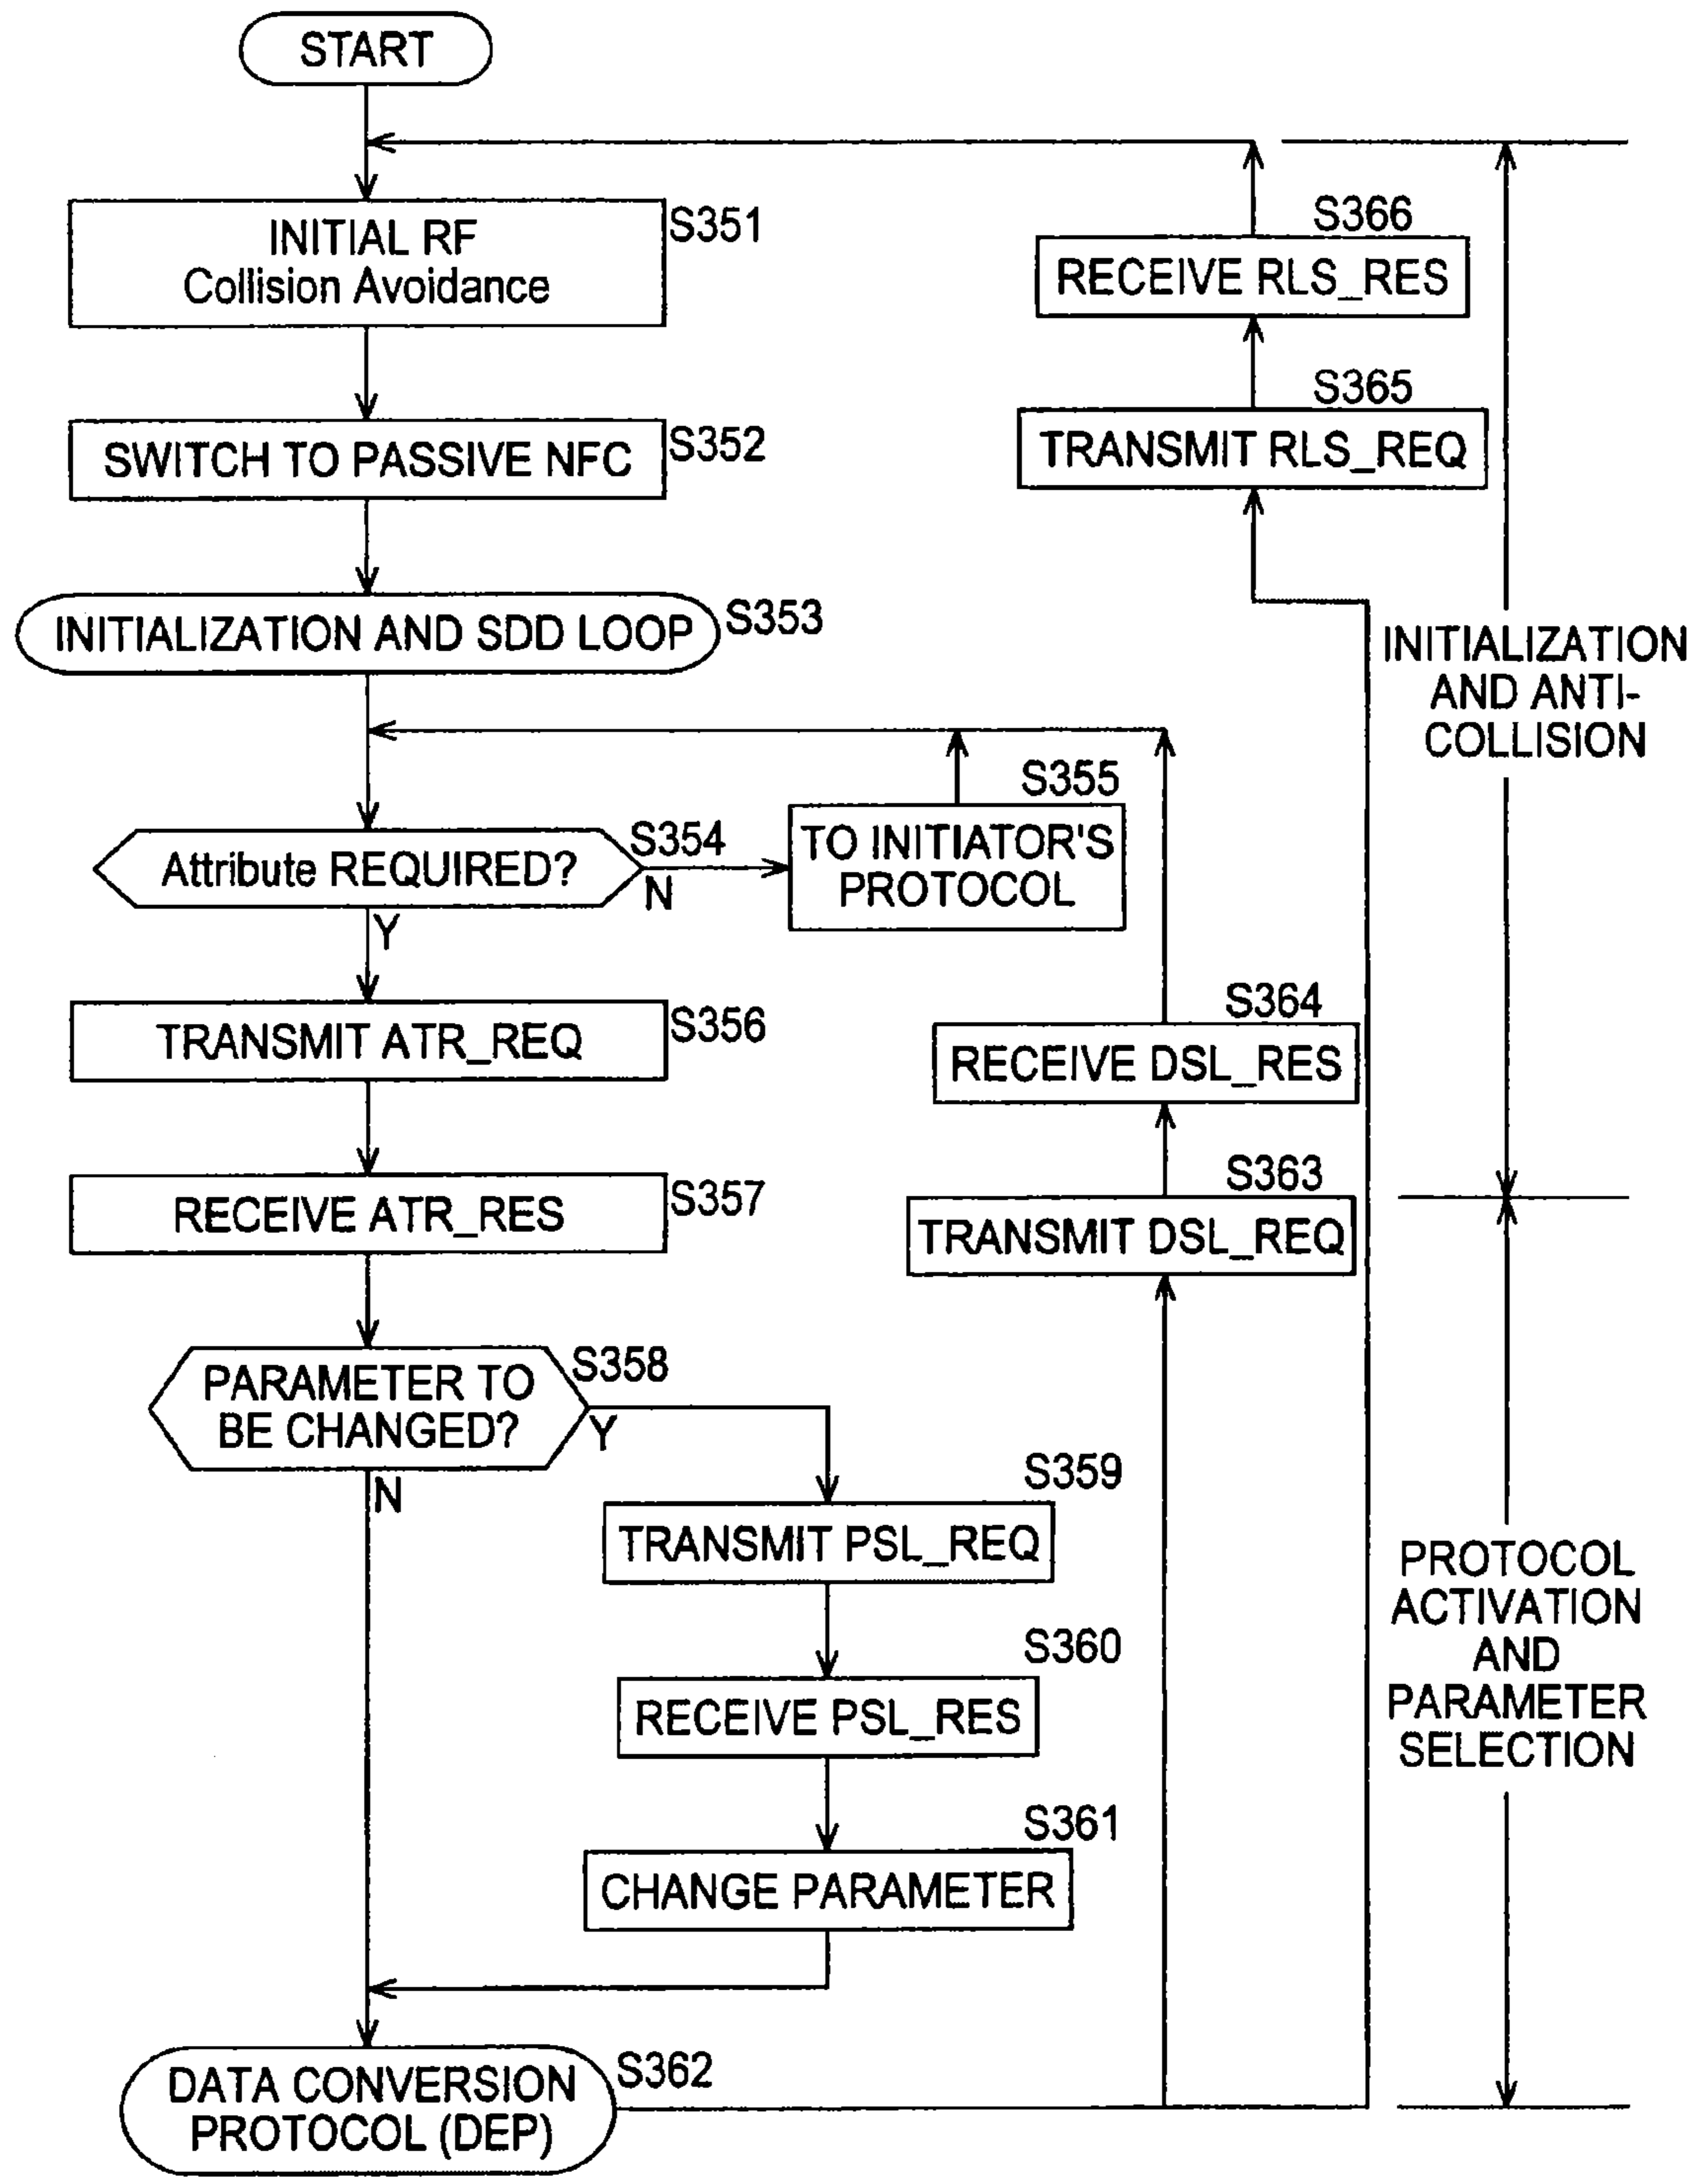 START
INITIAL RF
Collision Avoidance
S351
SWITCH TO PASSIVE NFC
S352
INITIALIZATION AND SDD LOOP
S353
Attribute REQUIRED?
S354
N
Y
TO INITIATOR'S
PROTOCOL
S355
TRANSMIT ATR_REQ
S356
RECEIVE ATR_RES
S357
PARAMETER TO
BE CHANGED?
S358
Y
N
S359
TRANSMIT PSL_REQ
S360
RECEIVE PSL_RES
S361
CHANGE PARAMETER
DATA CONVERSION
PROTOCOL (DEP)
S362
S363
TRANSMIT DSL_REQ
S364
RECEIVE DSL_RES
S365
TRANSMIT RLS_REQ
S366
RECEIVE RLS_RES
INITIALIZATION
AND ANTI-
COLLISION
PROTOCOL
ACTIVATION
AND
PARAMETER
SELECTION